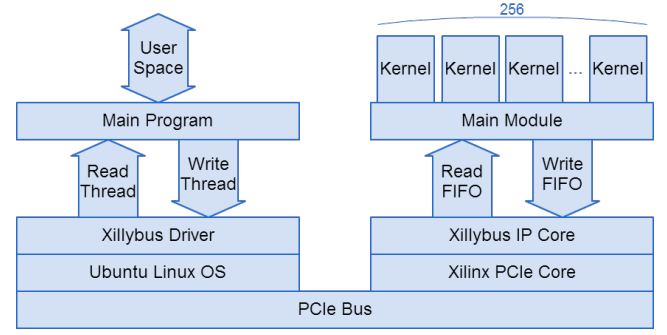 256
User
Space
Kernel
Kernel
Kernel
...
Kernel
Main Program
Main Module
Read
Thread
Write
Thread
Read
FIFO
Write
FIFO
Xillybus Driver
Xillybus IP Core
Ubuntu Linux OS
Xilinx PCIe Core
PCIe Bus